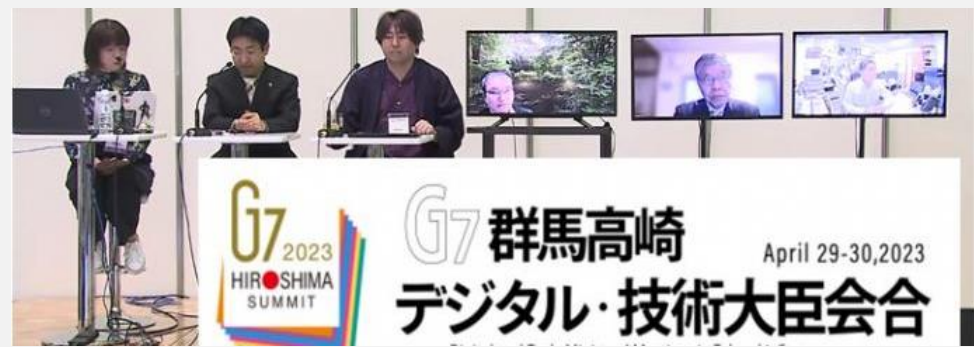 G7
2023
HIROSHIMA
SUMMIT
G7 群馬高崎
April 29-30,2023
デジタル・技術大臣会合